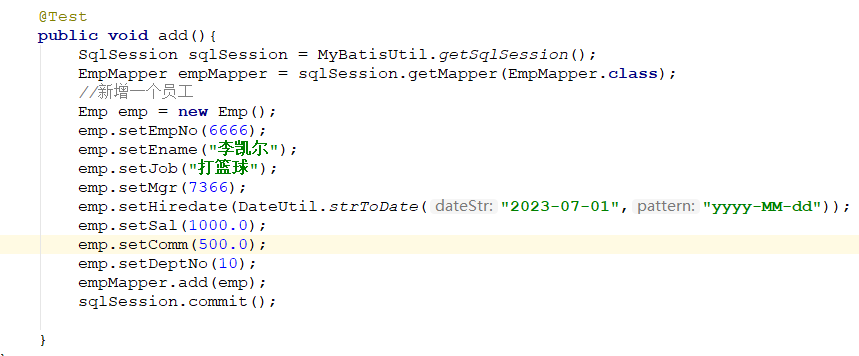 @Test
public void add(){
SqlSession sqlSession = MyBatisUtil.getSqlSession();
EmpMapper empMapper = sqlSession.getMapper(EmpMapper.class);
//新增一个员工
Emp emp = new Emp();
emp.setEmpNo(6666);
emp.setEname("李凯尔");
emp.setJob("打篮球");
emp.setMgr(7366);
emp.setHiredate(DateUtil.strToDate( dateStr: "2023-07-01", pattern: "yyyy-MM-dd"));
emp.setSal(1000.0);
emp.setComm(500.0);
emp.setDeptNo(10);
empMapper.add(emp);
sqlSession.commit();
}